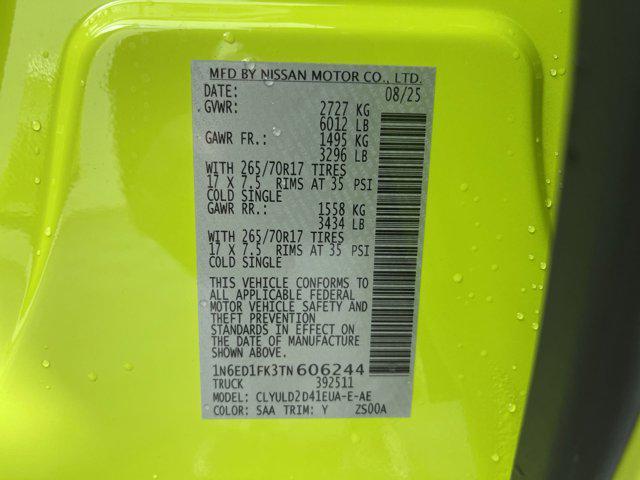 MFD BY NISSAN MOTOR CO., LTD.
DATE: 08/25
GVWR: 2727 KG
6012 LB
GAWR FR.: 1495 KG
3296 LB
WITH 265/70R17 TIRES
17 X 7.5 RIMS AT 35 PSI
COLD SINGLE
GAWR RR.: 1558 KG
3434 LB
WITH 265/70R17 TIRES
17 X 7.5 RIMS AT 35 PSI
COLD SINGLE
THIS VEHICLE CONFORMS TO
ALL APPLICABLE FEDERAL
MOTOR VEHICLE SAFETY AND
THEFT PREVENTION
STANDARDS IN EFFECT ON
THE DATE OF MANUFACTURE
SHOWN ABOVE.
1N6ED1FK3TN606244
TRUCK 392511
MODEL: CLYULD2D41EUA-E-AE
COLOR: SAA TRIM: Y ZS00A